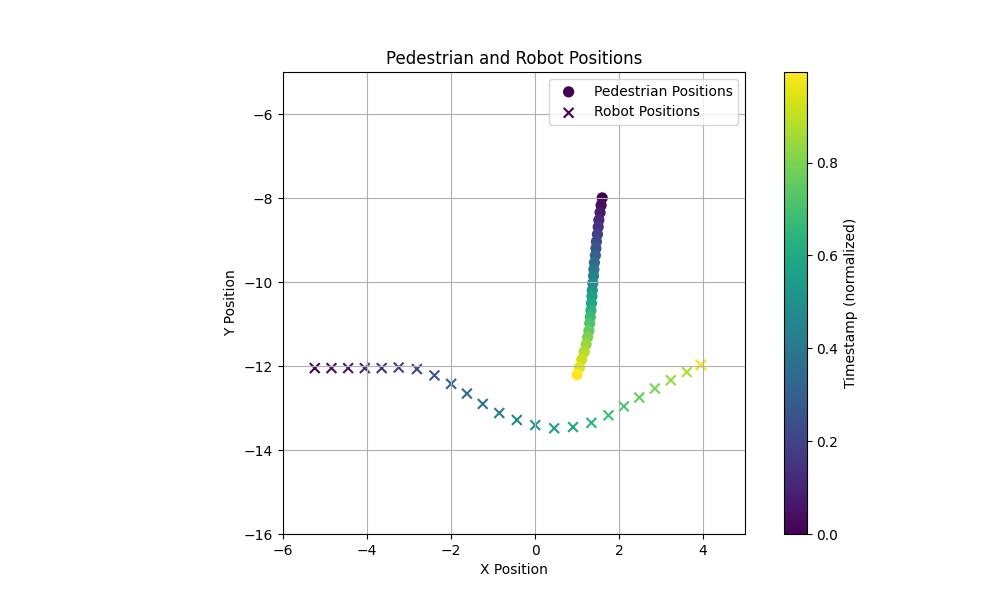 Pedestrian and Robot Positions
Pedestrian Positions
Robot Positions
−6
−8
−10
−12
−14
−16
Y Position
−6
−4
−2
0
2
4
X Position
0.8
0.6
0.4
0.2
0.0
Timestamp (normalized)